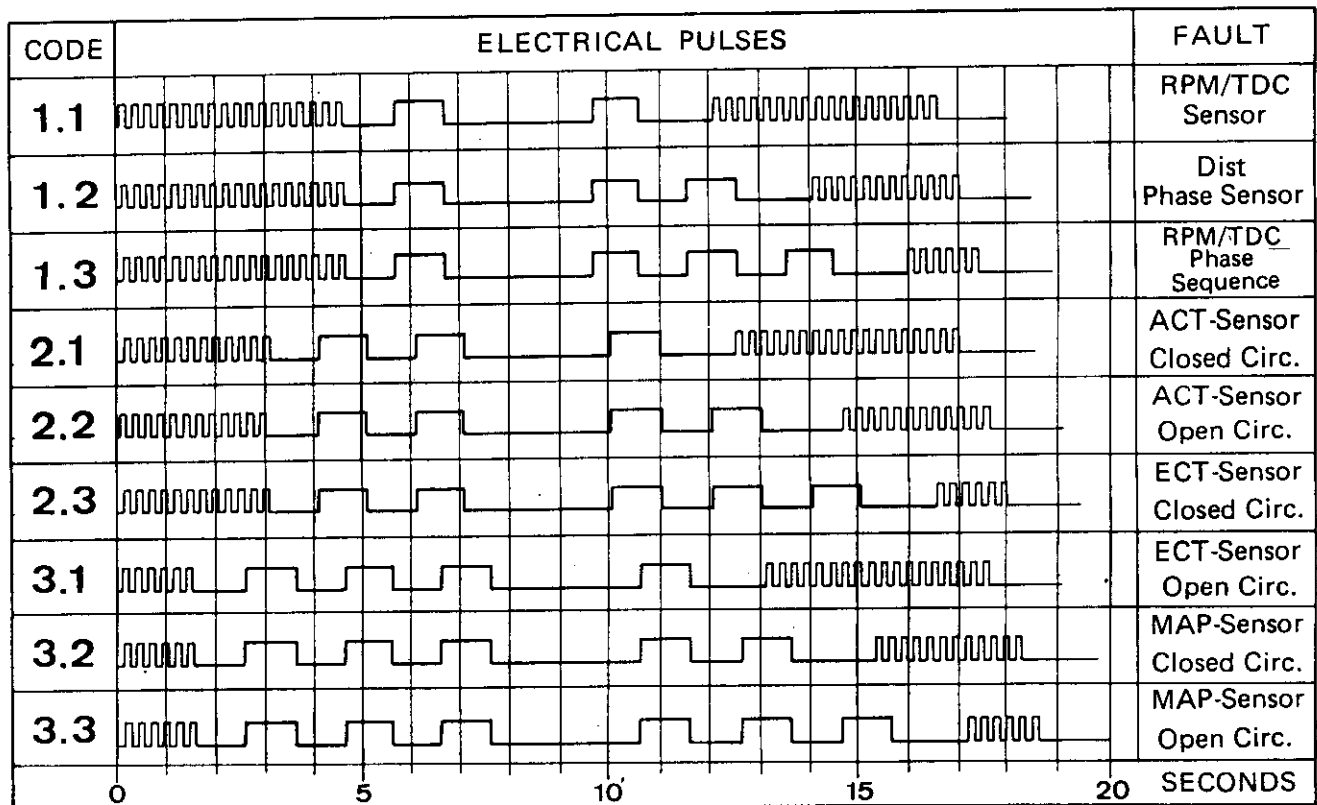 CODE ELECTRICAL PULSES FAULT
1.1 RPM/TDC
Sensor
1.2 Dist
Phase Sensor
1.3 RPM/TDC
Phase
Sequence
2.1 ACT-Sensor
Closed Circ.
2.2 ACT-Sensor
Open Circ.
2.3 ECT-Sensor
Closed Circ.
3.1 ECT-Sensor
Open Circ.
3.2 MAP-Sensor
Closed Circ.
3.3 MAP-Sensor
Open Circ.
0 5 10 15 20 SECONDS